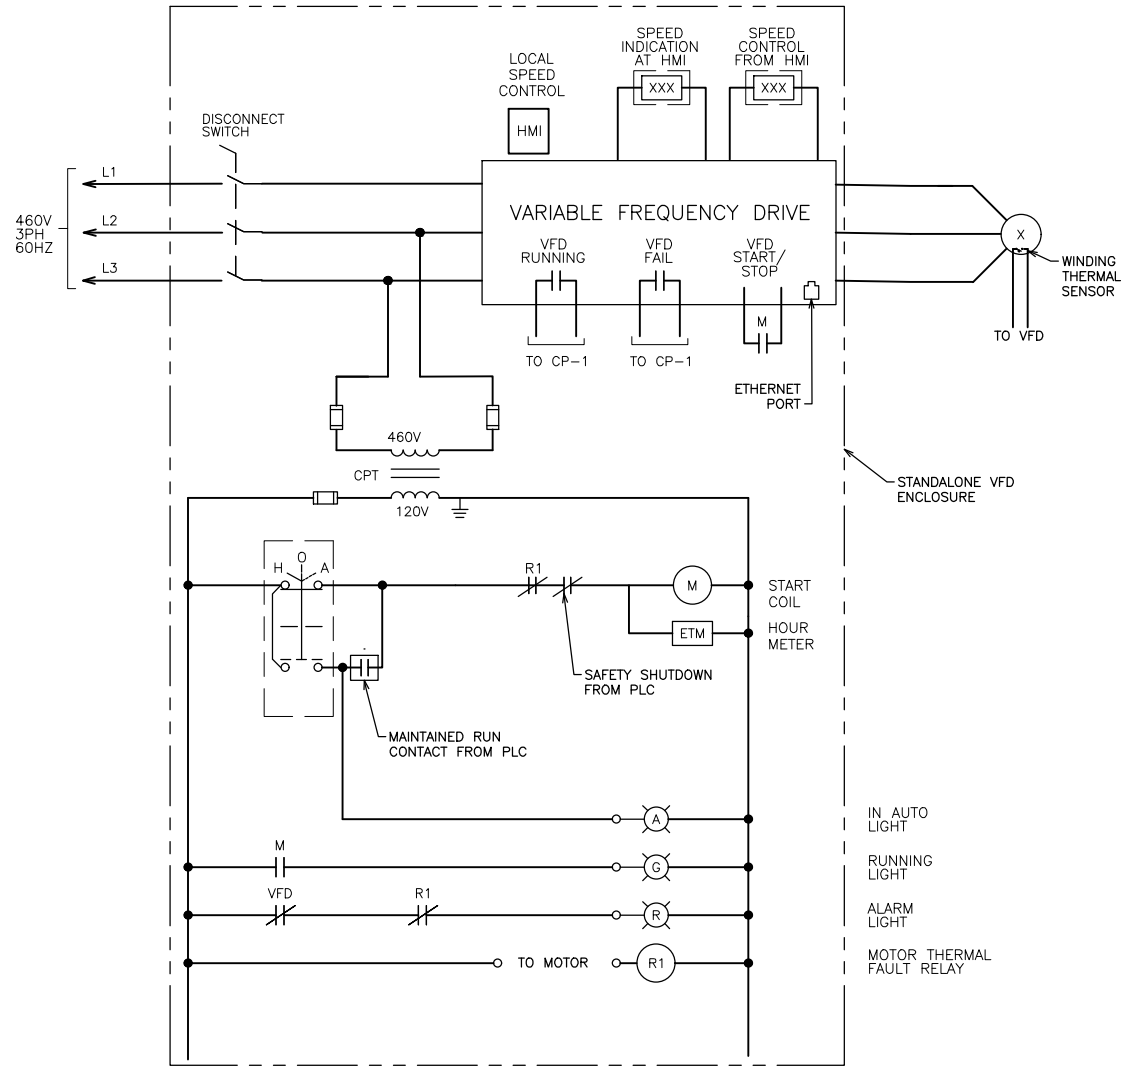 LOCAL
SPEED
CONTROL
HMI
SPEED
INDICATION
AT HMI
XXX
SPEED
CONTROL
FROM HMI
XXX
DISCONNECT
SWITCH
L1
L2
L3
460V
3PH
60HZ
VARIABLE FREQUENCY DRIVE
VFD
RUNNING
VFD
FAIL
VFD
START/
STOP
M
TO CP-1
TO CP-1
ETHERNET
PORT
X
WINDING
THERMAL
SENSOR
TO VFD
460V
CPT
120V
STANDALONE VFD
ENCLOSURE
H
O
A
R1
M
START
COIL
ETM
HOUR
METER
SAFETY SHUTDOWN
FROM PLC
MAINTAINED RUN
CONTACT FROM PLC
A
IN AUTO
LIGHT
M
G
RUNNING
LIGHT
VFD
R1
R
ALARM
LIGHT
TO MOTOR
R1
MOTOR THERMAL
FAULT RELAY